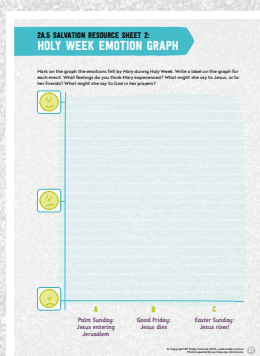 2A.5 SALVATION RESOURCE SHEET 2:
HOLY WEEK EMOTION GRAPH
Mark on the graph the emotions felt by Mary during Holy Week. Write a label on the graph for
each event. What feelings do you think Mary experienced? What might she say to Jesus, or to
her friends? What might she say to God in her prayers?
A B C
Palm Sunday: Good Friday: Easter Sunday:
Jesus entering Jesus dies Jesus rises!
Jerusalem